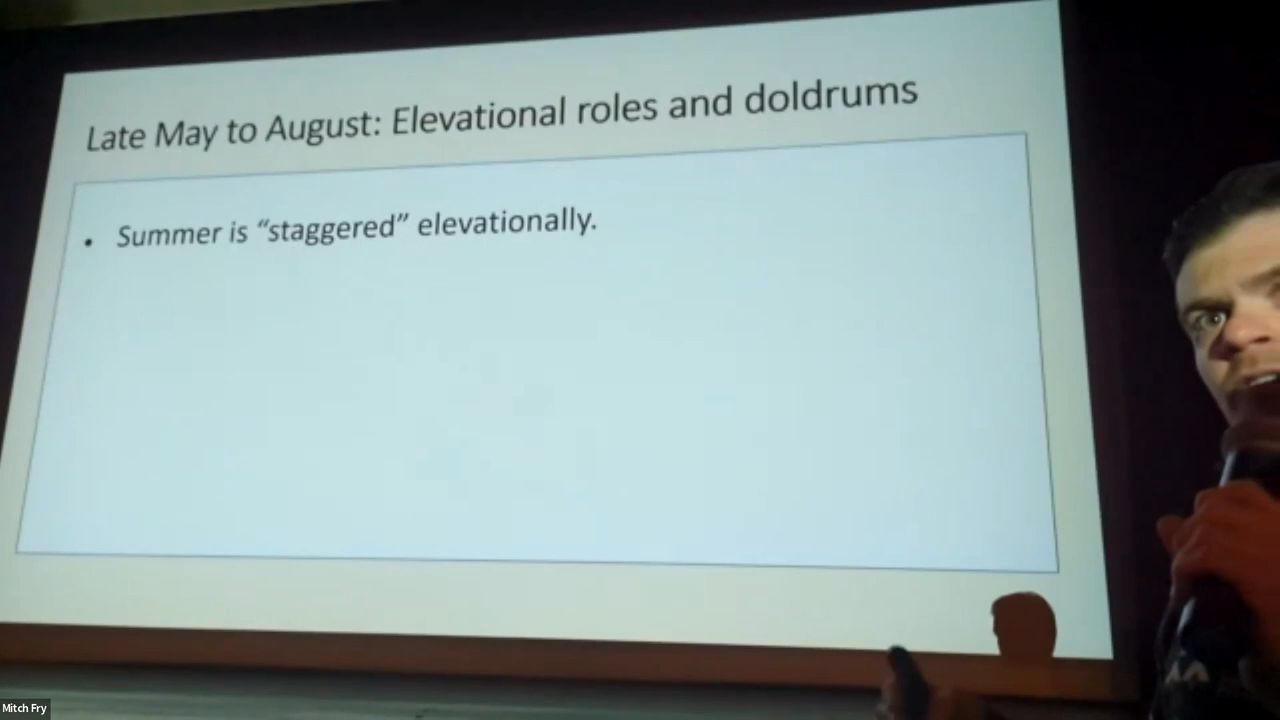 Late May to August: Elevational roles and doldrums
• Summer is “staggered” elevationally.
Mitch Fry